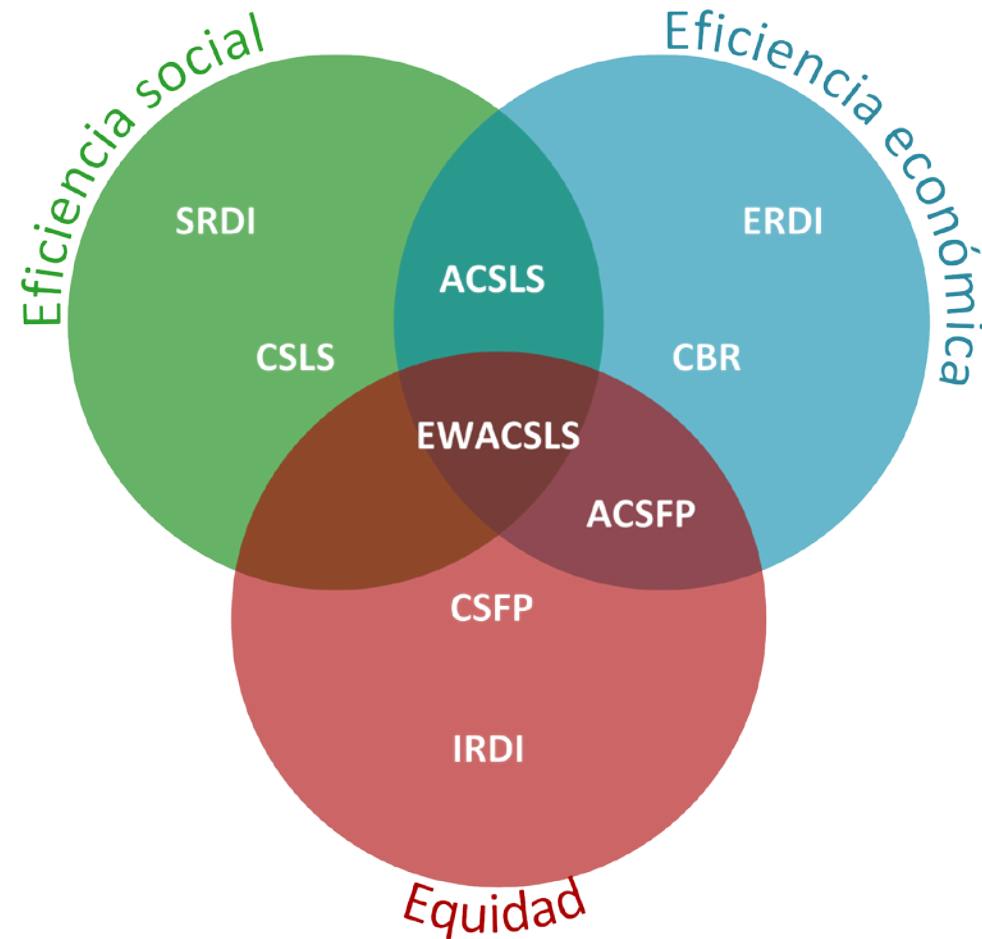 Eficiencia social
Eficiencia económica
SRDI
ERDI
ACSLS
CSLS
CBR
EWACSLS
ACSFP
CSFP
IRDI
Equidad